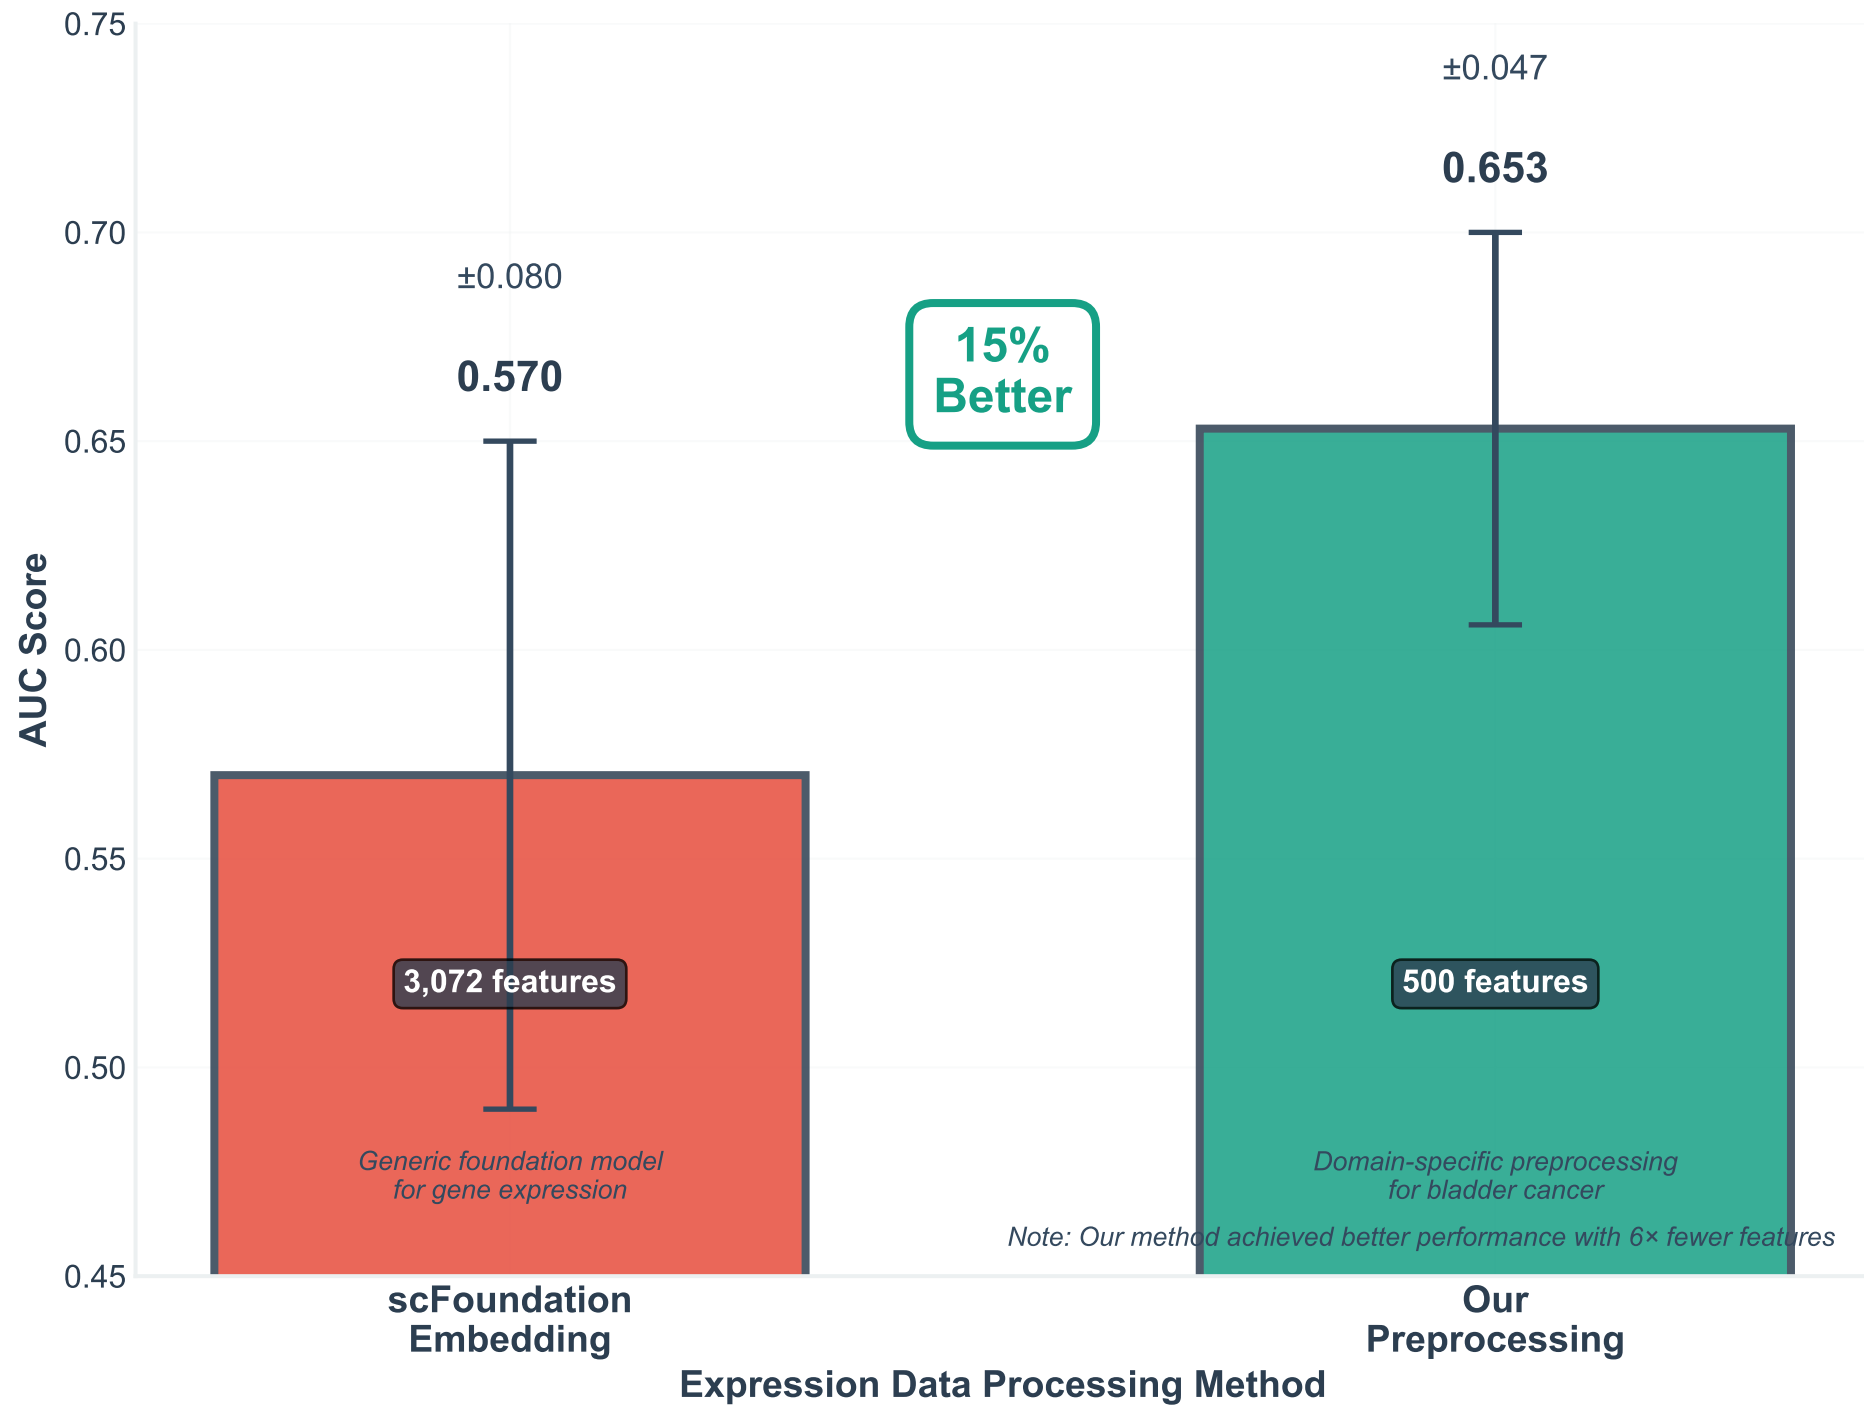 0.75
0.70
0.65
0.60
0.55
0.50
0.45
AUC Score
±0.080
0.570
15%
Better
±0.047
0.653
3,072 features
500 features
Generic foundation model
for gene expression
Domain-specific preprocessing
for bladder cancer
Note: Our method achieved better performance with 6× fewer features
scFoundation
Embedding
Our
Preprocessing
Expression Data Processing Method